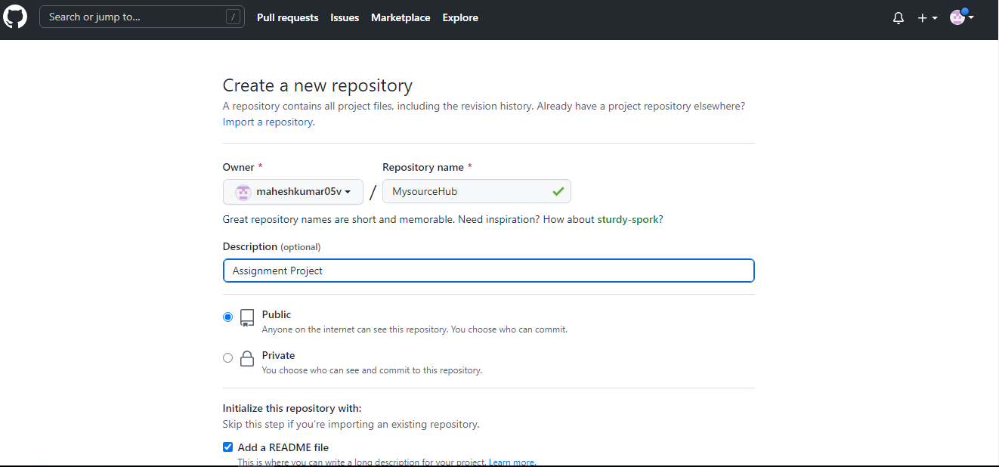 Search or jump to... /
Pull requests Issues Marketplace Explore
Create a new repository
A repository contains all project files, including the revision history. Already have a project repository elsewhere?
Import a repository.
Owner * Repository name *
maheshkumar05v / MysourceHub
Great repository names are short and memorable. Need inspiration? How about sturdy-spork?
Description (optional)
Assignment Project
Public
Anyone on the internet can see this repository. You choose who can commit.
Private
You choose who can see and commit to this repository.
Initialize this repository with:
Skip this step if you're importing an existing repository.
Add a README file
This is where you can write a long description for your project. Learn more.